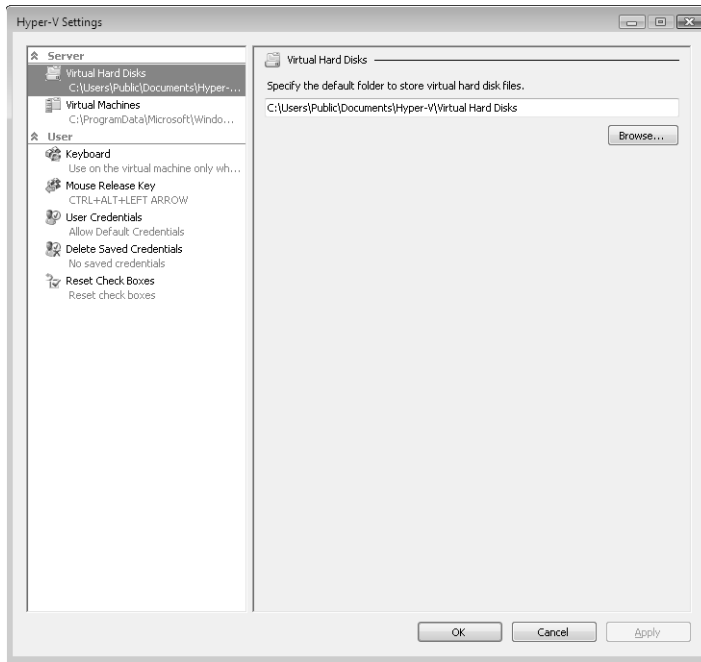 Hyper-V Settings
Server
Virtual Hard Disks
C:\Users\Public\Documents\Hyper-...
Virtual Machines
C:\ProgramData\Microsoft\Windo...
User
Keyboard
Use on the virtual machine only wh...
Mouse Release Key
CTRL+ALT+LEFT ARROW
User Credentials
Allow Default Credentials
Delete Saved Credentials
No saved credentials
Reset Check Boxes
Reset check boxes
Virtual Hard Disks
Specify the default folder to store virtual hard disk files.
C:\Users\Public\Documents\Hyper-V\Virtual Hard Disks
Browse...
OK
Cancel
Apply